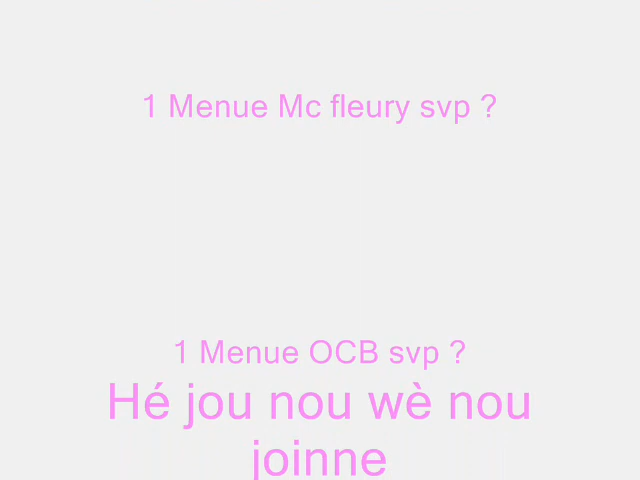 1 Menue Mc fleury svp ?
1 Menue OCB svp ?
Hé jou nou wè nou
joinne